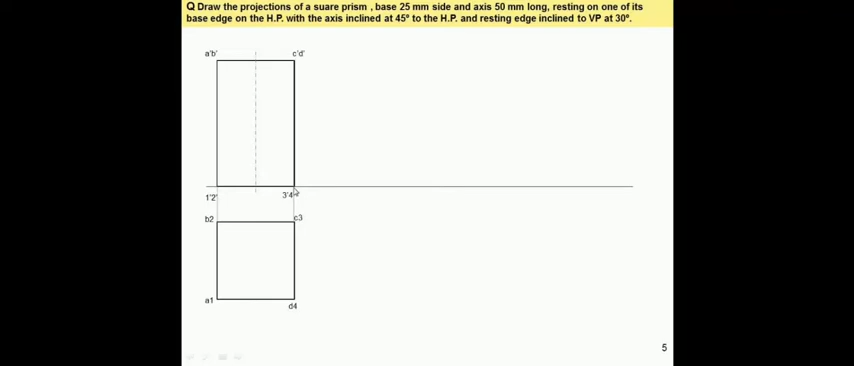 Q Draw the projections of a suare prism , base 25 mm side and axis 50 mm long, resting on one of its
base edge on the H.P. with the axis inclined at 45º to the H.P. and resting edge inclined to VP at 30º.
a'b' c'd'
1'2' 3'4'
b2 c3
a1 d4
5